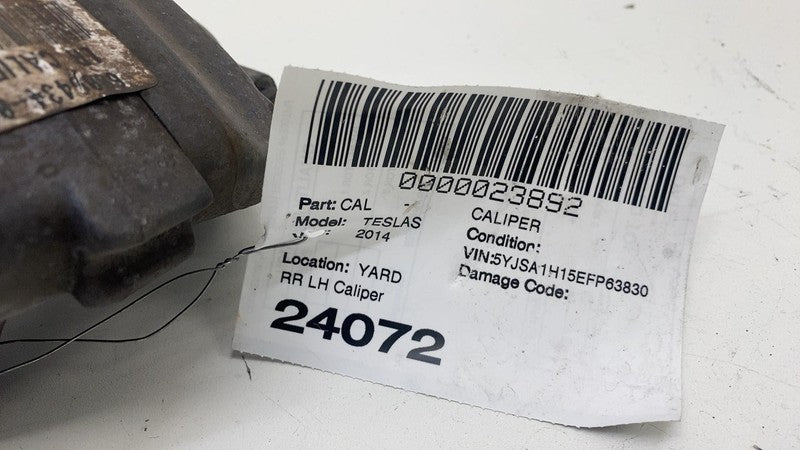 0000023892
Part: CAL - CALIPER
Model: TESLAS Condition:
2014 VIN:5YJSA1H15EFP63830
Location: YARD Damage Code:
RR LH Caliper
24072